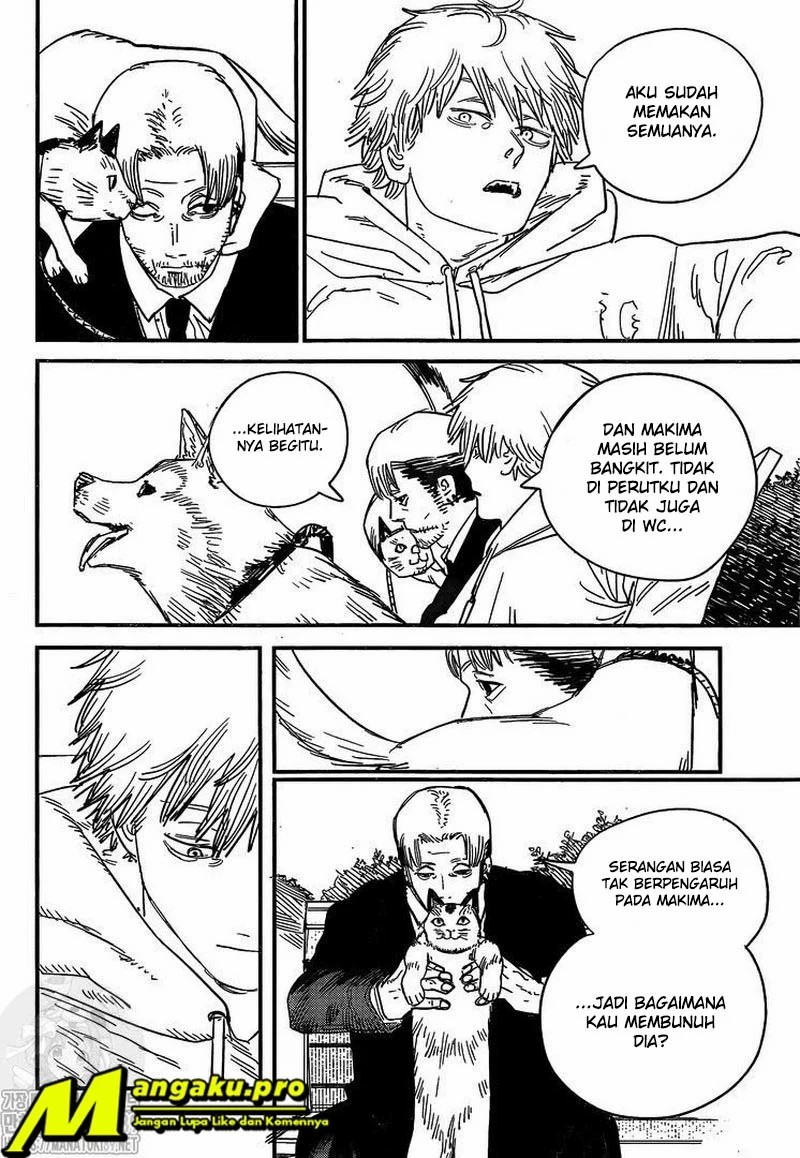 AKU SUDAH
MEMAKAN
SEMUANYA.
...KELIHATAN-
NYA BEGITU.
DAN MAKIMA
MASIH BELUM
BANGKIT. TIDAK
DI PERUTKU DAN
TIDAK JUGA
DI WC...
SERANGAN BIASA
TAK BERPENGARUH
PADA MAKIMA...
...JADI BAGAIMANA
KAU MEMBUNUH
DIA?
Mangaku.pro
Jangan Lupa Like dan Komennya